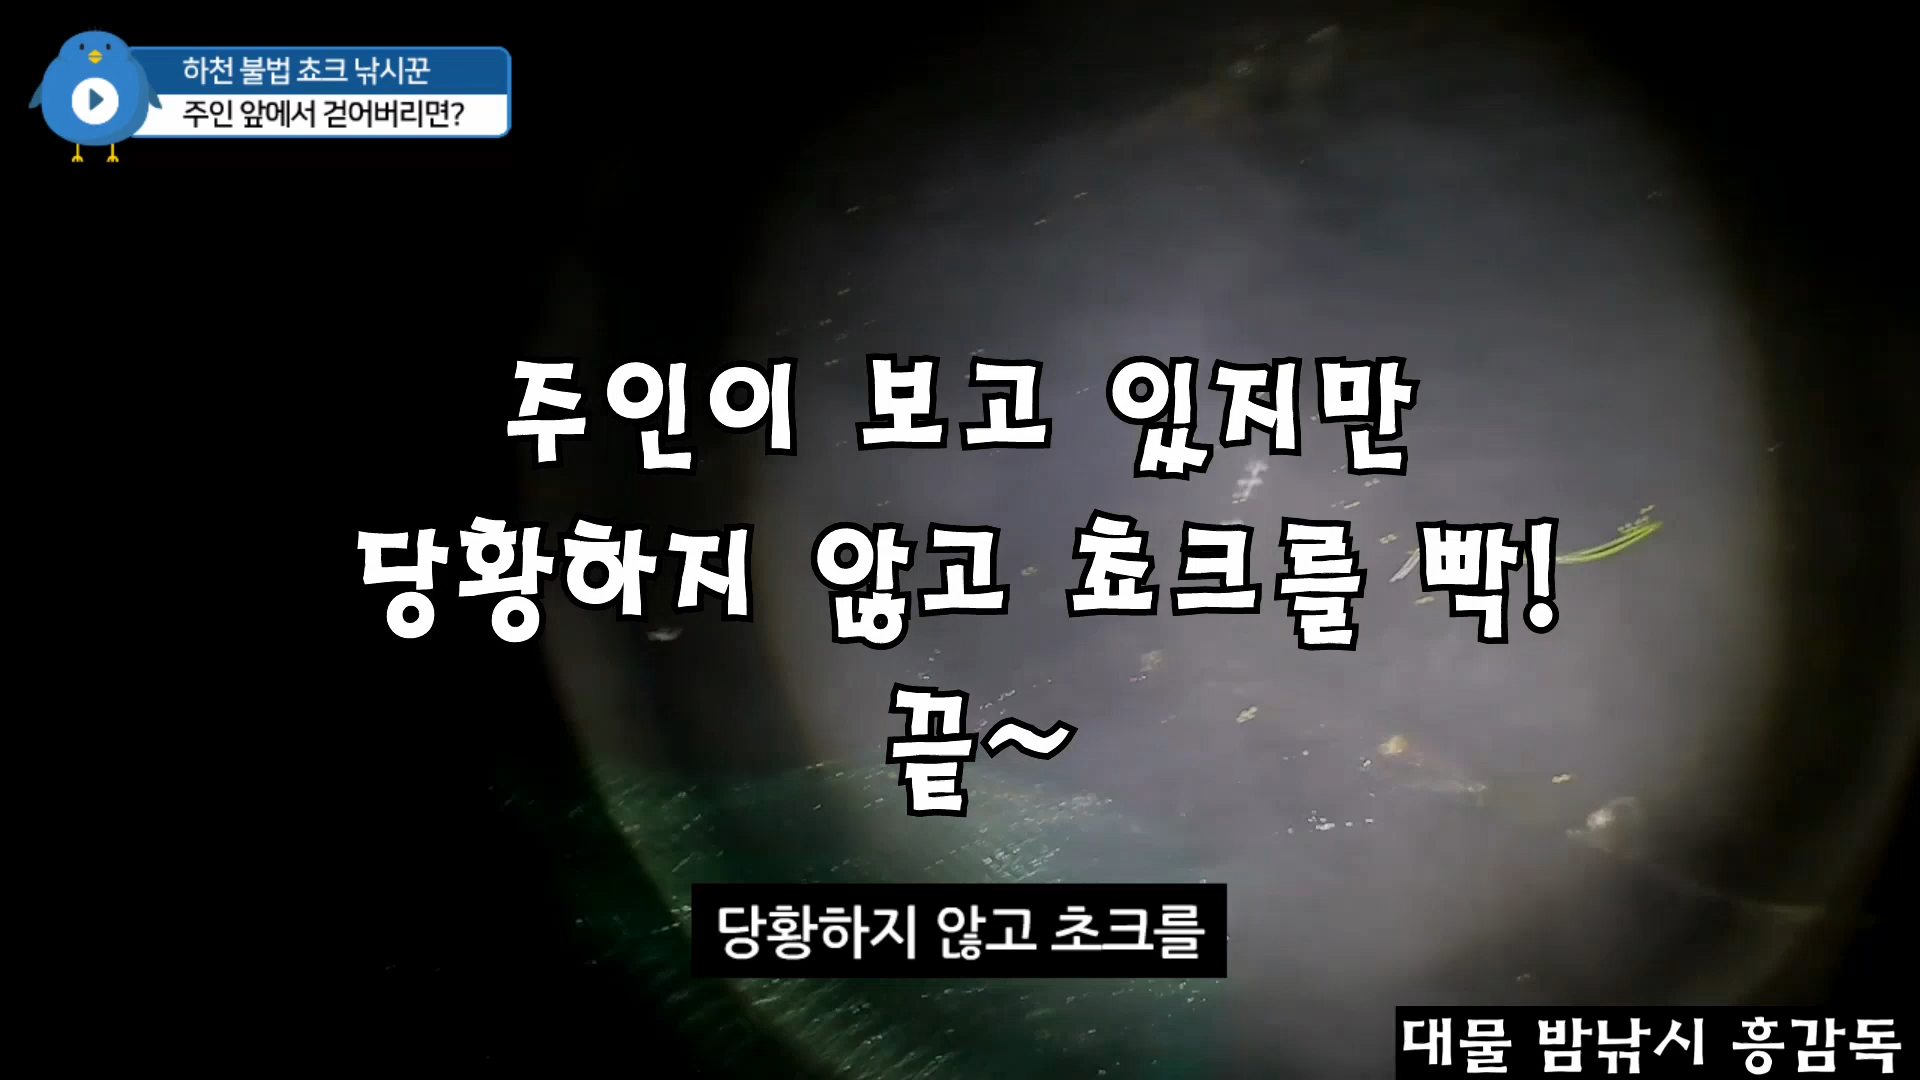 하천 불법 쵸크 낚시꾼
주인 앞에서 걷어버리면?
주인이 보고 있지만
당황하지 않고 쵸크를 빡!
끝~
당황하지 않고 초크를
대물 밤낚시 흥감독